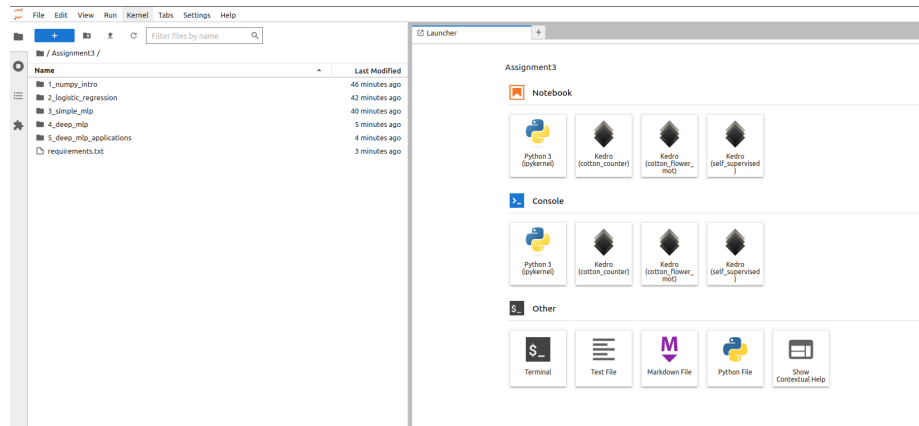 File Edit View Run Kernel Tabs Settings Help
+
Filter files by name
/ Assignment3 /
Name Last Modified
1_numpy_intro 46 minutes ago
2_logistic_regression 42 minutes ago
3_simple_mlp 40 minutes ago
4_deep_mlp 5 minutes ago
5_deep_mlp_applications 4 minutes ago
requirements.txt 3 minutes ago
Launcher +
Assignment3
Notebook
Python 3
(ipykernel)
Kedro
(cotton_counter)
Kedro
(cotton_flower_
mot)
Kedro
(self_supervised
)
>_ Console
Python 3
(ipykernel)
Kedro
(cotton_counter)
Kedro
(cotton_flower_
mot)
Kedro
(self_supervised
)
$_ Other
$_
Terminal
Text File
M
Markdown File
Python File
Show
Contextual Help